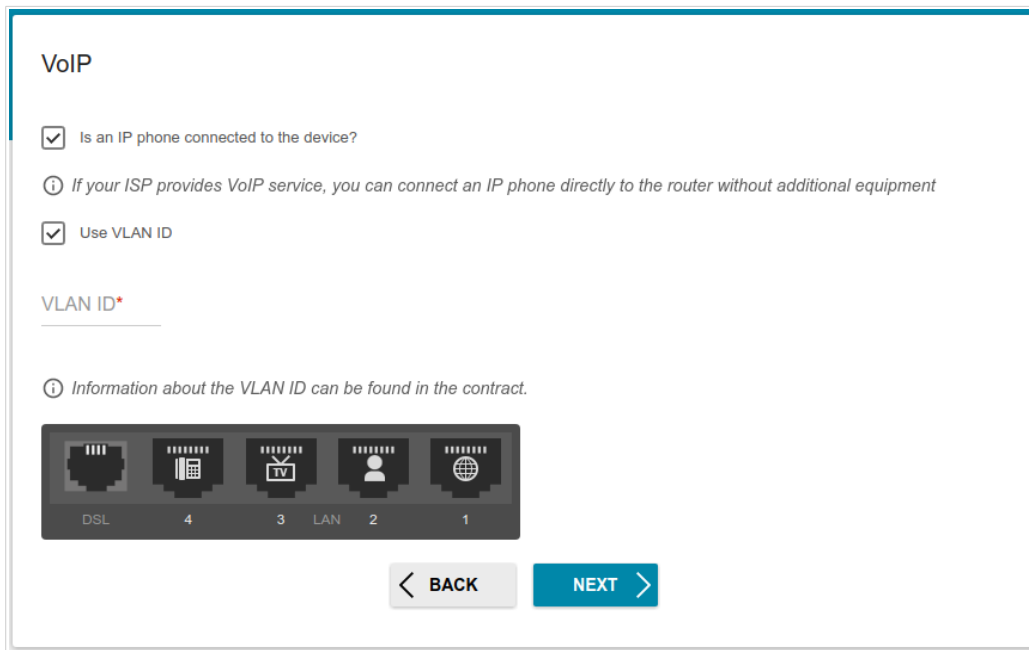 VoIP
Is an IP phone connected to the device?
If your ISP provides VoIP service, you can connect an IP phone directly to the router without additional equipment
Use VLAN ID
VLAN ID*
Information about the VLAN ID can be found in the contract.
TV
DSL 4 3 LAN 2 1
BACK NEXT